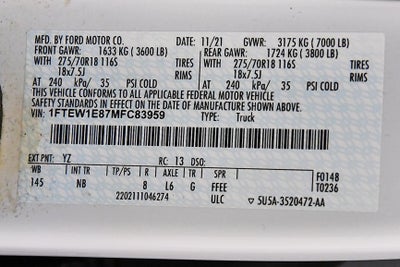 MFD. BY FORD MOTOR CO. 11/21 GVWR: 3175 KG (7000 LB)
FRONT GAWR: 1633 KG (3600 LB) REAR GAWR: 1724 KG (3800 LB)
WITH 275/70R18 116S TIRES WITH 275/70R18 116S TIRES
18x7.5J RIMS 18x7.5J RIMS
AT 240 kPa/ 35 PSI COLD AT 240 kPa/ 35 PSI COLD
THIS VEHICLE CONFORMS TO ALL APPLICABLE FEDERAL MOTOR VEHICLE SAFETY
AND THEFT PREVENTION STANDARDS IN EFFECT ON THE DATE OF MANUFACTURE SHOWN ABOVE.
VIN: 1FTEW1E87MFC83959 TYPE: Truck
EXT PNT: YZ RC: 13 DSO:
WB INT TR TP/PS R AXLE TR SPR F0148
145 NB 8 L6 G FFEE T0236
2202111046274 ULC 5U5A-3520472-AA